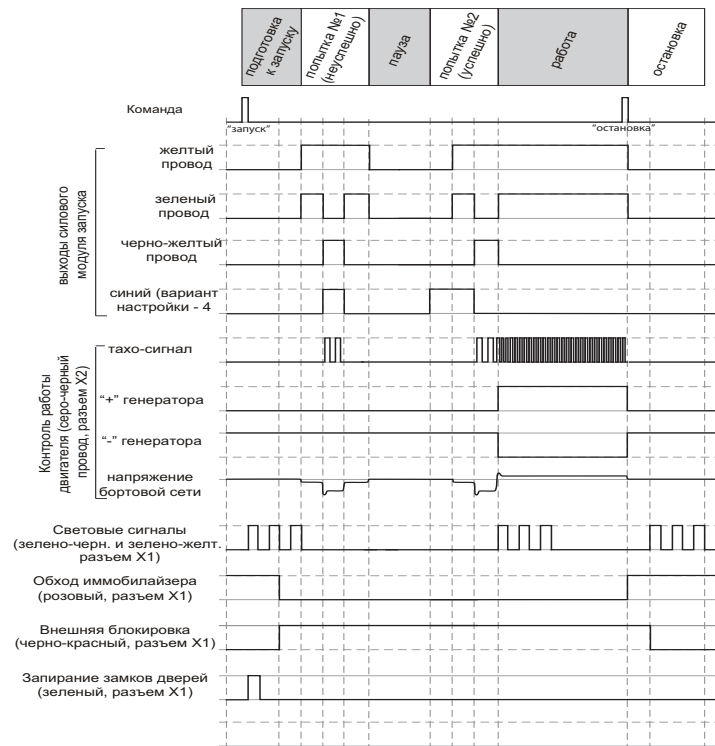 подготовка
к запуску
попытка №1
(неуспешно)
пауза
попытка №2
(успешно)
работа
остановка
Команда
“запуск”
“остановка”
выходы силового
модуля запуска
желтый
провод
зеленый
провод
черно-желтый
провод
синий (вариант
настройки - 4
Контроль работы
двигателя (серо-черный
провод, разъем X2)
тахо-сигнал
“+” генератора
“-” генератора
напряжение
бортовой сети
Световые сигналы
(зелено-черн. и зелено-желт.
разъем X1)
Обход иммобилайзера
(розовый, разъем X1)
Внешняя блокировка
(черно-красный, разъем X1)
Запирание замков дверей
(зеленый, разъем X1)